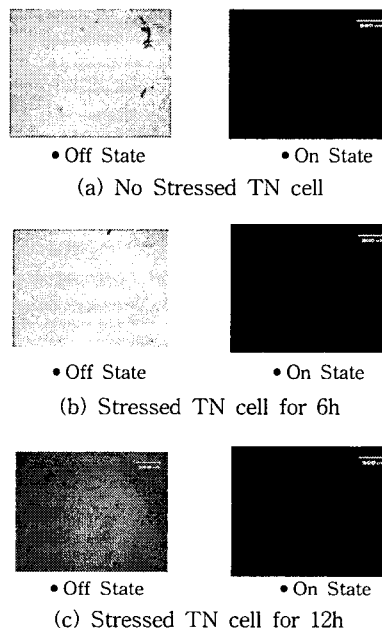 • Off State
• On State
(a) No Stressed TN cell
• Off State
• On State
(b) Stressed TN cell for 6h
• Off State
• On State
(c) Stressed TN cell for 12h